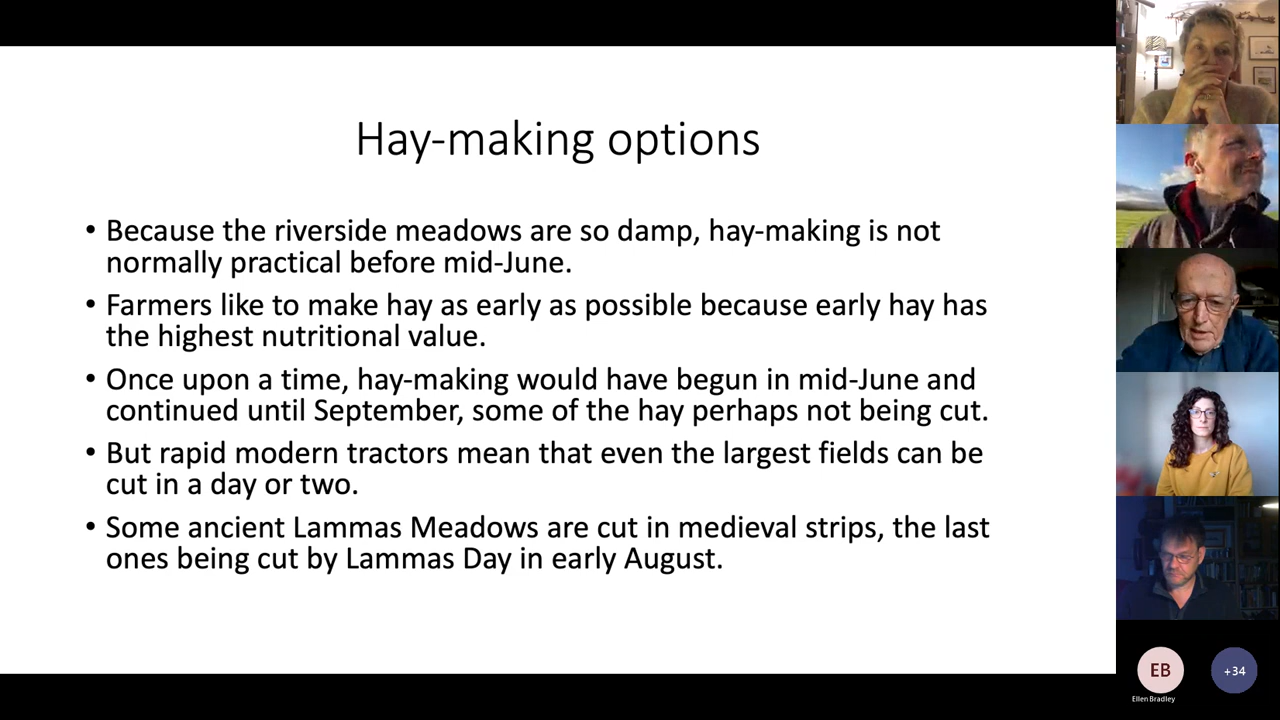 Hay-making options
• Because the riverside meadows are so damp, hay-making is not
normally practical before mid-June.
• Farmers like to make hay as early as possible because early hay has
the highest nutritional value.
• Once upon a time, hay-making would have begun in mid-June and
continued until September, some of the hay perhaps not being cut.
• But rapid modern tractors mean that even the largest fields can be
cut in a day or two.
• Some ancient Lammas Meadows are cut in medieval strips, the last
ones being cut by Lammas Day in early August.
EB
+34
Ellen Bradley